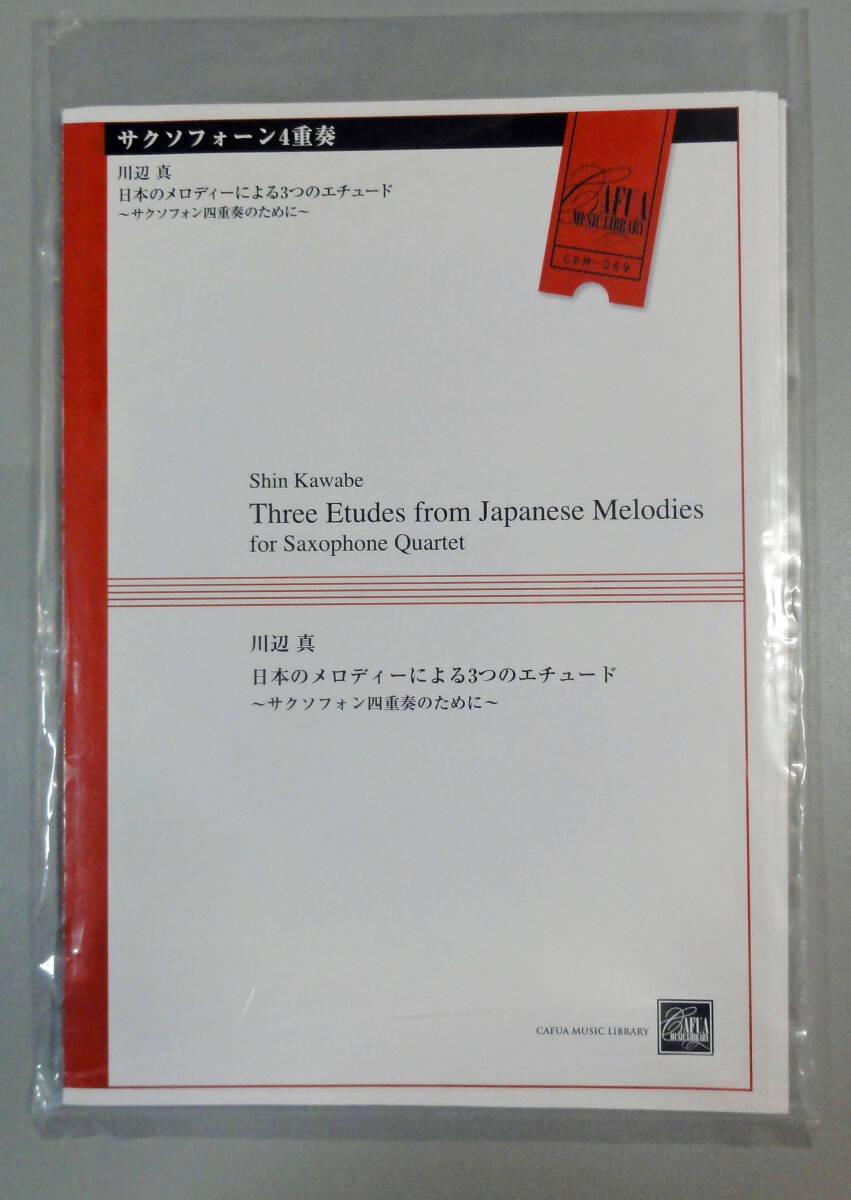 サクソフォーン4重奏
川辺 真
日本のメロディーによる3つのエチュード
～サクソフォン四重奏のために～
CAFUA
MUSIC LIBRARY
CEM-069
Shin Kawabe
Three Etudes from Japanese Melodies
for Saxophone Quartet
川辺 真
日本のメロディーによる3つのエチュード
～サクソフォン四重奏のために～
CAFUA MUSIC LIBRARY
CAFUA
MUSIC LIBRARY